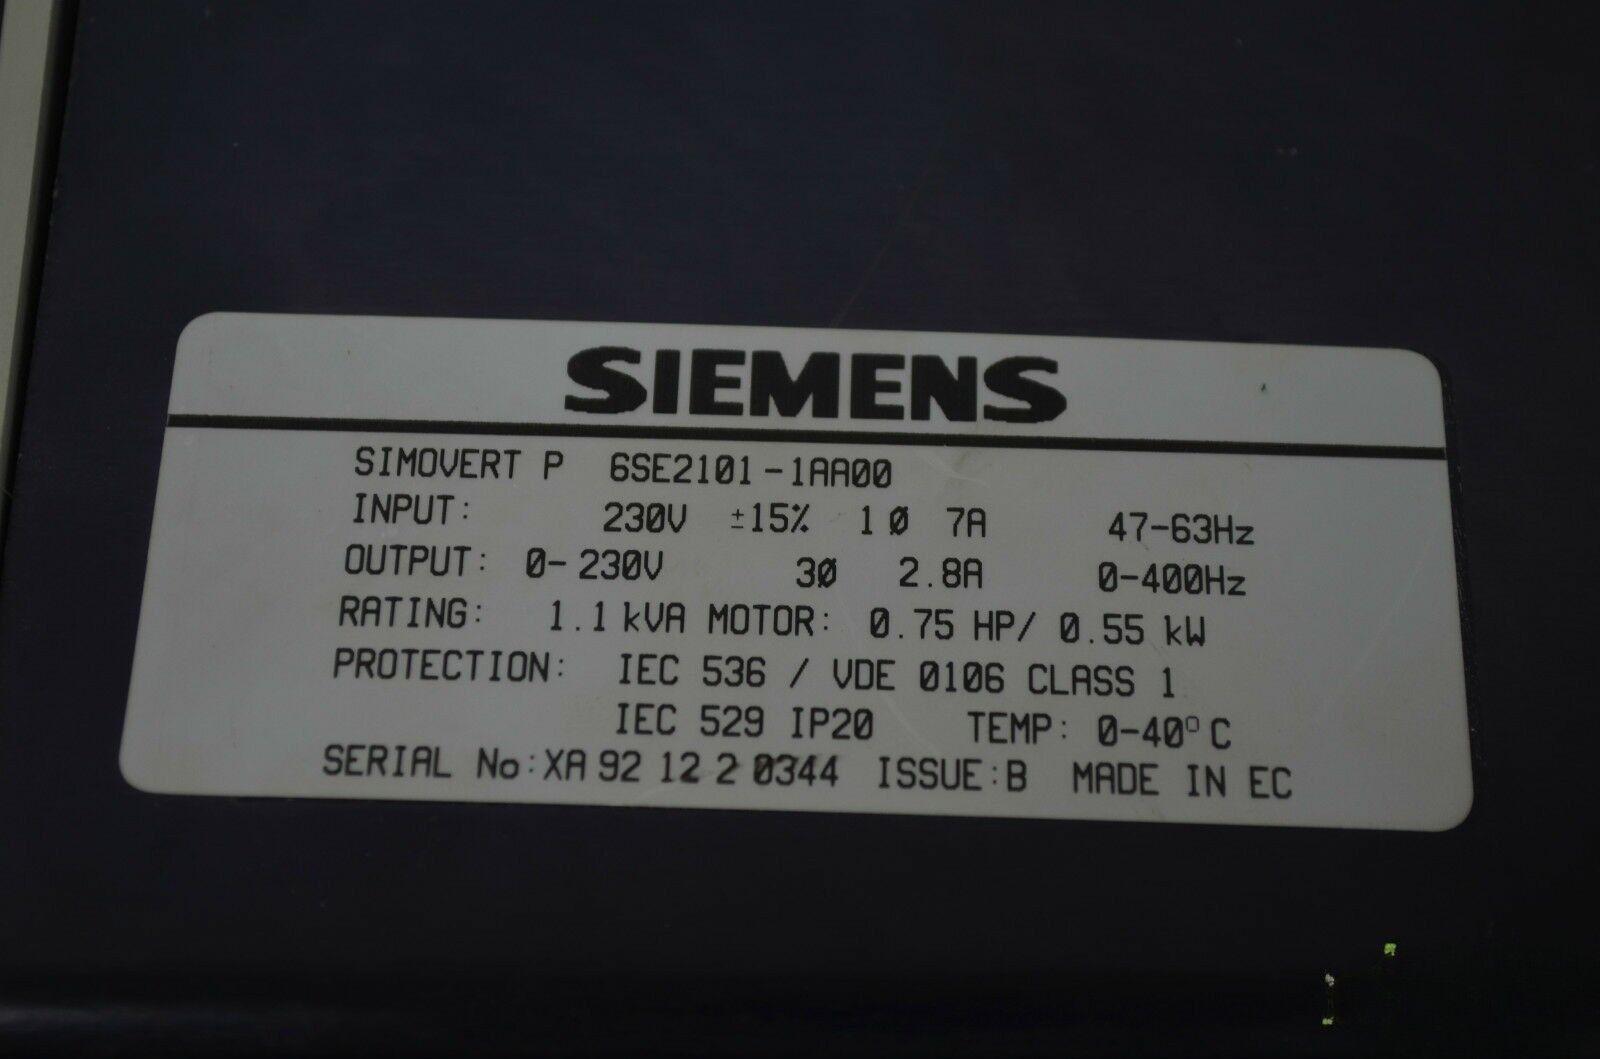 SIEMENS
SIMOVERT P 6SE2101-1AA00
INPUT: 230V ±15% 1Ø 7A 47-63Hz
OUTPUT: 0-230V 3Ø 2.8A 0-400Hz
RATING: 1.1 kVA MOTOR: 0.75 HP/ 0.55 kW
PROTECTION: IEC 536 / VDE 0106 CLASS 1
IEC 529 IP20 TEMP: 0-40°C
SERIAL No:XA 92 12 2 0344 ISSUE:B MADE IN EC